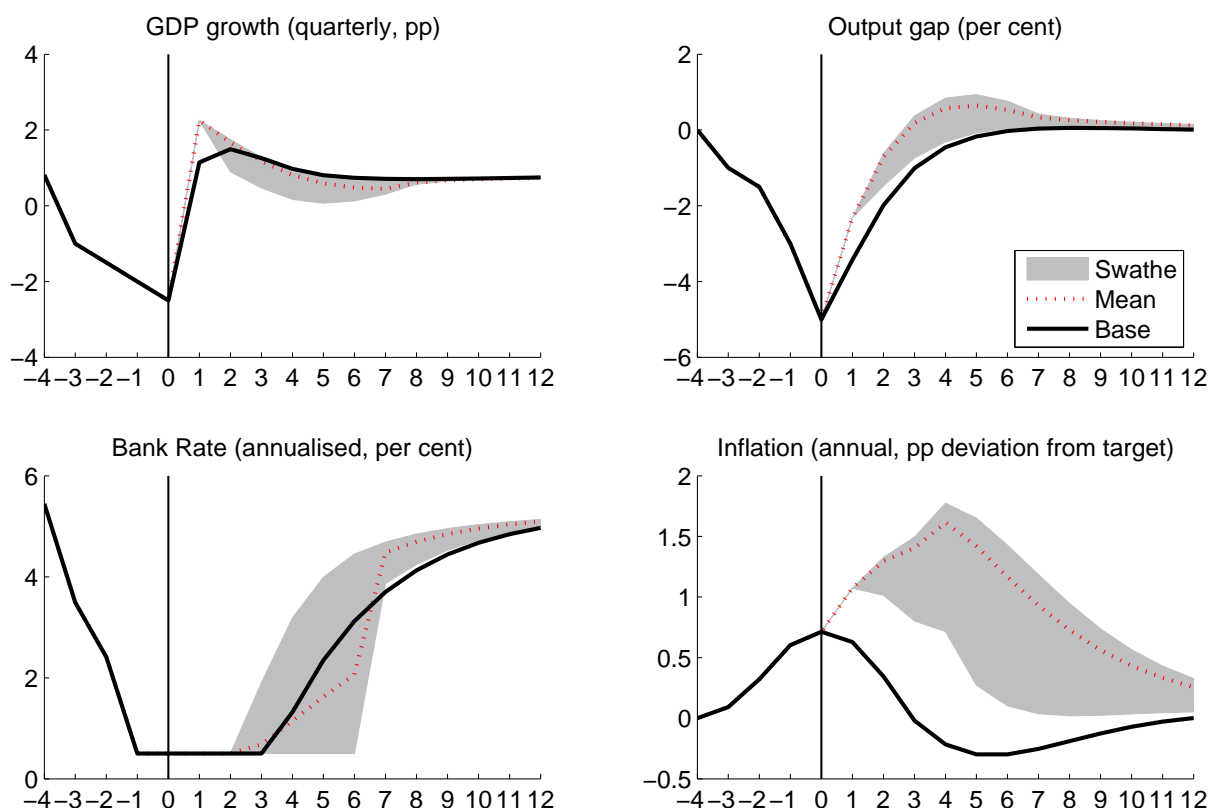 GDP growth (quarterly, pp)
4
2
0
−2
−4
−4 −3 −2 −1 0 1 2 3 4 5 6 7 8 9 10 11 12
Output gap (per cent)
2
0
−2
−4
−6
−4 −3 −2 −1 0 1 2 3 4 5 6 7 8 9 10 11 12
Swathe
Mean
Base
Bank Rate (annualised, per cent)
6
4
2
0
−4 −3 −2 −1 0 1 2 3 4 5 6 7 8 9 10 11 12
Inflation (annual, pp deviation from target)
2
1.5
1
0.5
0
−0.5
−4 −3 −2 −1 0 1 2 3 4 5 6 7 8 9 10 11 12